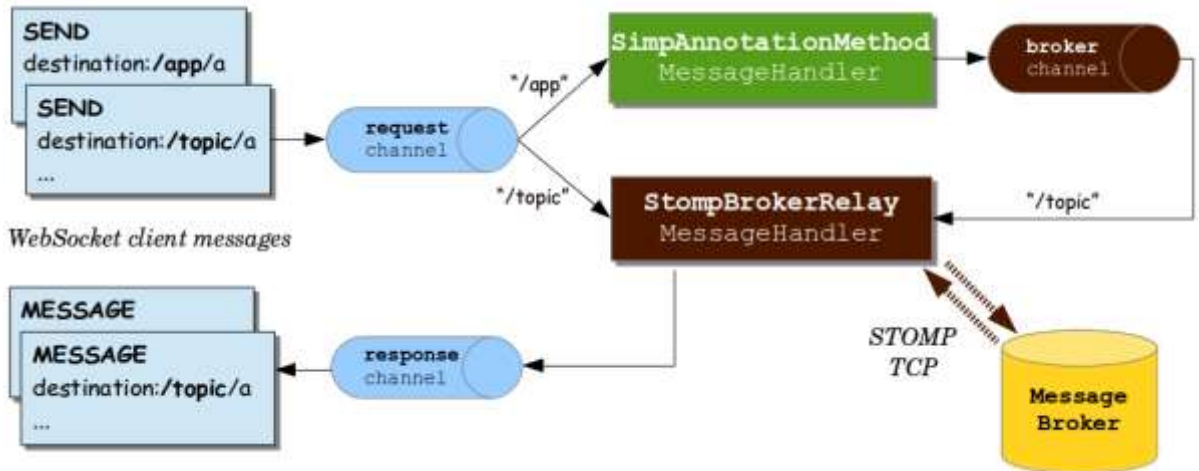 SEND
destination:/app/a
SEND
destination:/topic/a
...
WebSocket client messages
request
channel
"/app"
"/topic"
SimpAnnotationMethod
MessageHandler
broker
channel
"/topic"
StompBrokerRelay
MessageHandler
STOMP
TCP
Message
Broker
response
channel
MESSAGE
MESSAGE
destination:/topic/a
...